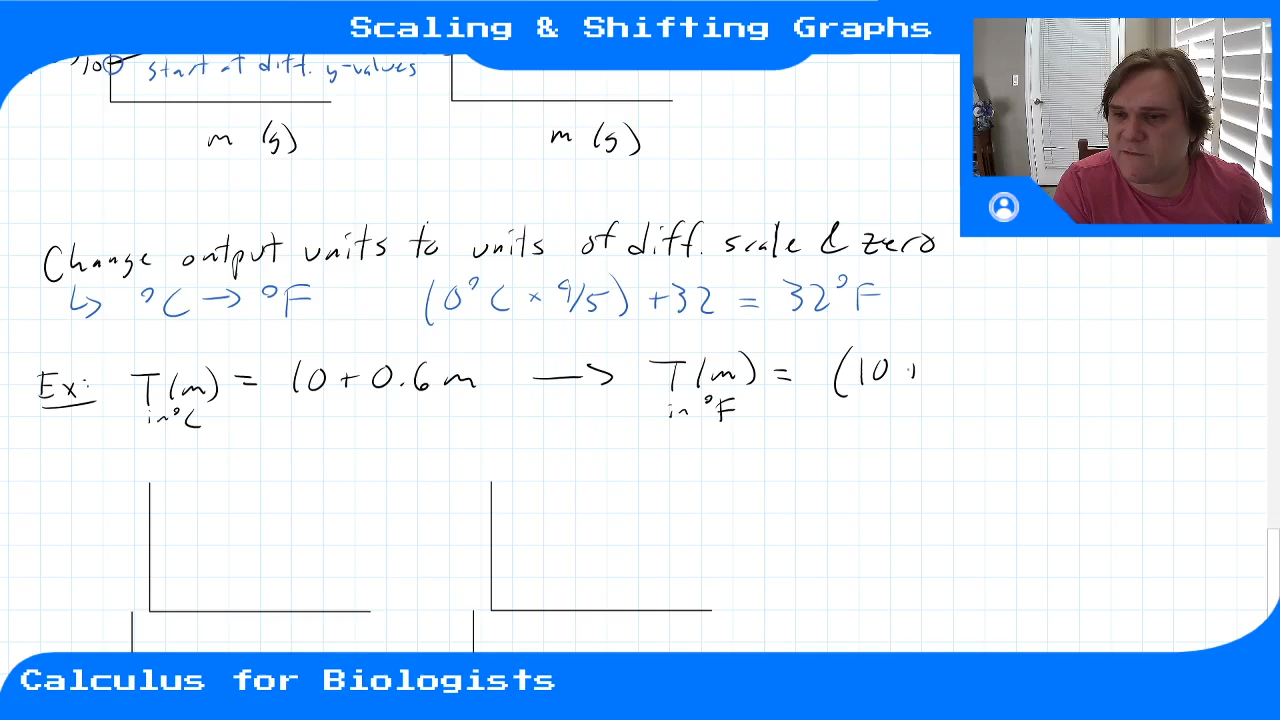 Scaling & Shifting Graphs
start at diff. y-values
m (g) m (g)
Change output units to units of diff. scale & zero
↳ °C → °F (0°C × 9/5) + 32 = 32°F
Ex: T(m) = 10 + 0.6m → T(m) = (10
in °C in °F
Calculus for Biologists